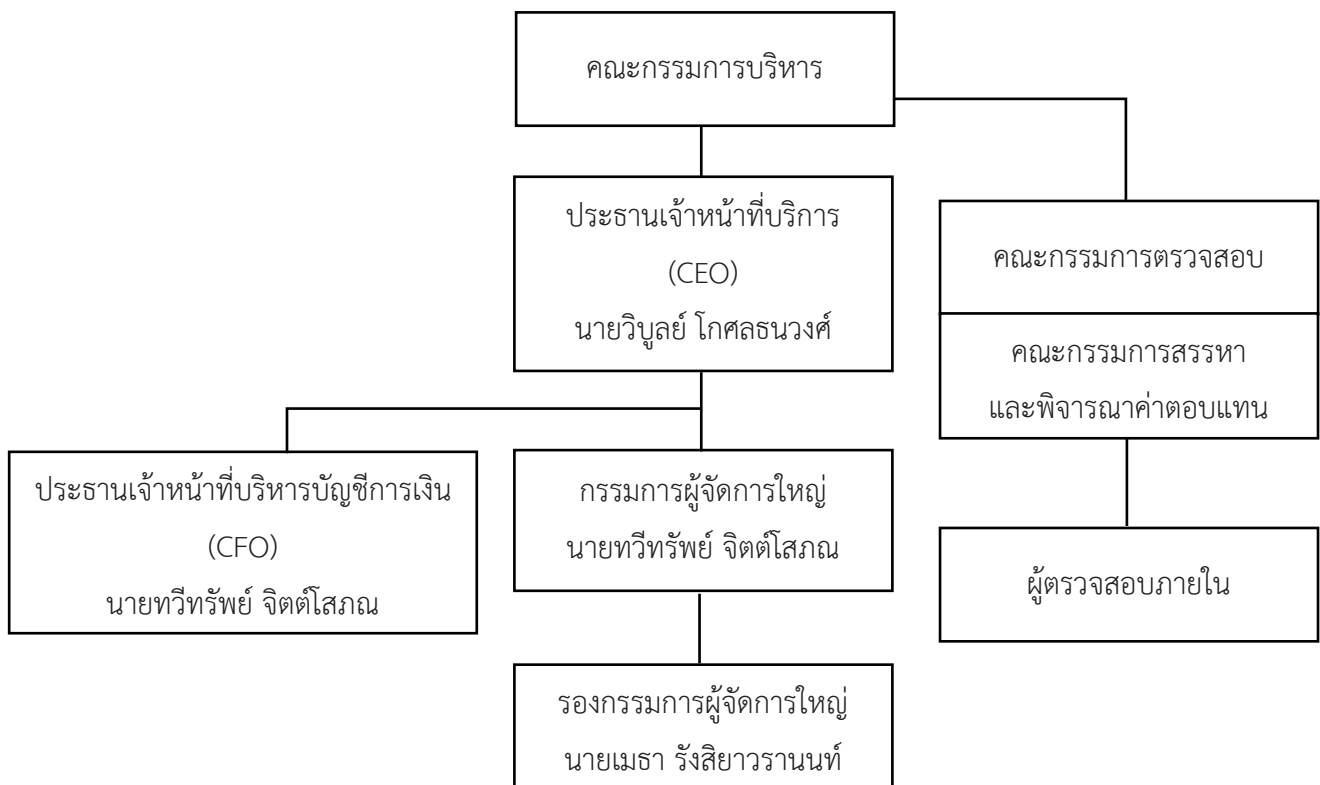 คณะกรรมการบริหาร
ประธานเจ้าหน้าที่บริการ
(CEO)
นายวิบูลย์ โกศลธนวงศ์
คณะกรรมการตรวจสอบ
คณะกรรมการสรรหา
และพิจารณาค่าตอบแทน
ประธานเจ้าหน้าที่บริหารบัญชีการเงิน
(CFO)
นายทวีทรัพย์ จิตต์โสภณ
กรรมการผู้จัดการใหญ่
นายทวีทรัพย์ จิตต์โสภณ
ผู้ตรวจสอบภายใน
รองกรรมการผู้จัดการใหญ่
นายเมธา รังสิยาวรานนท์